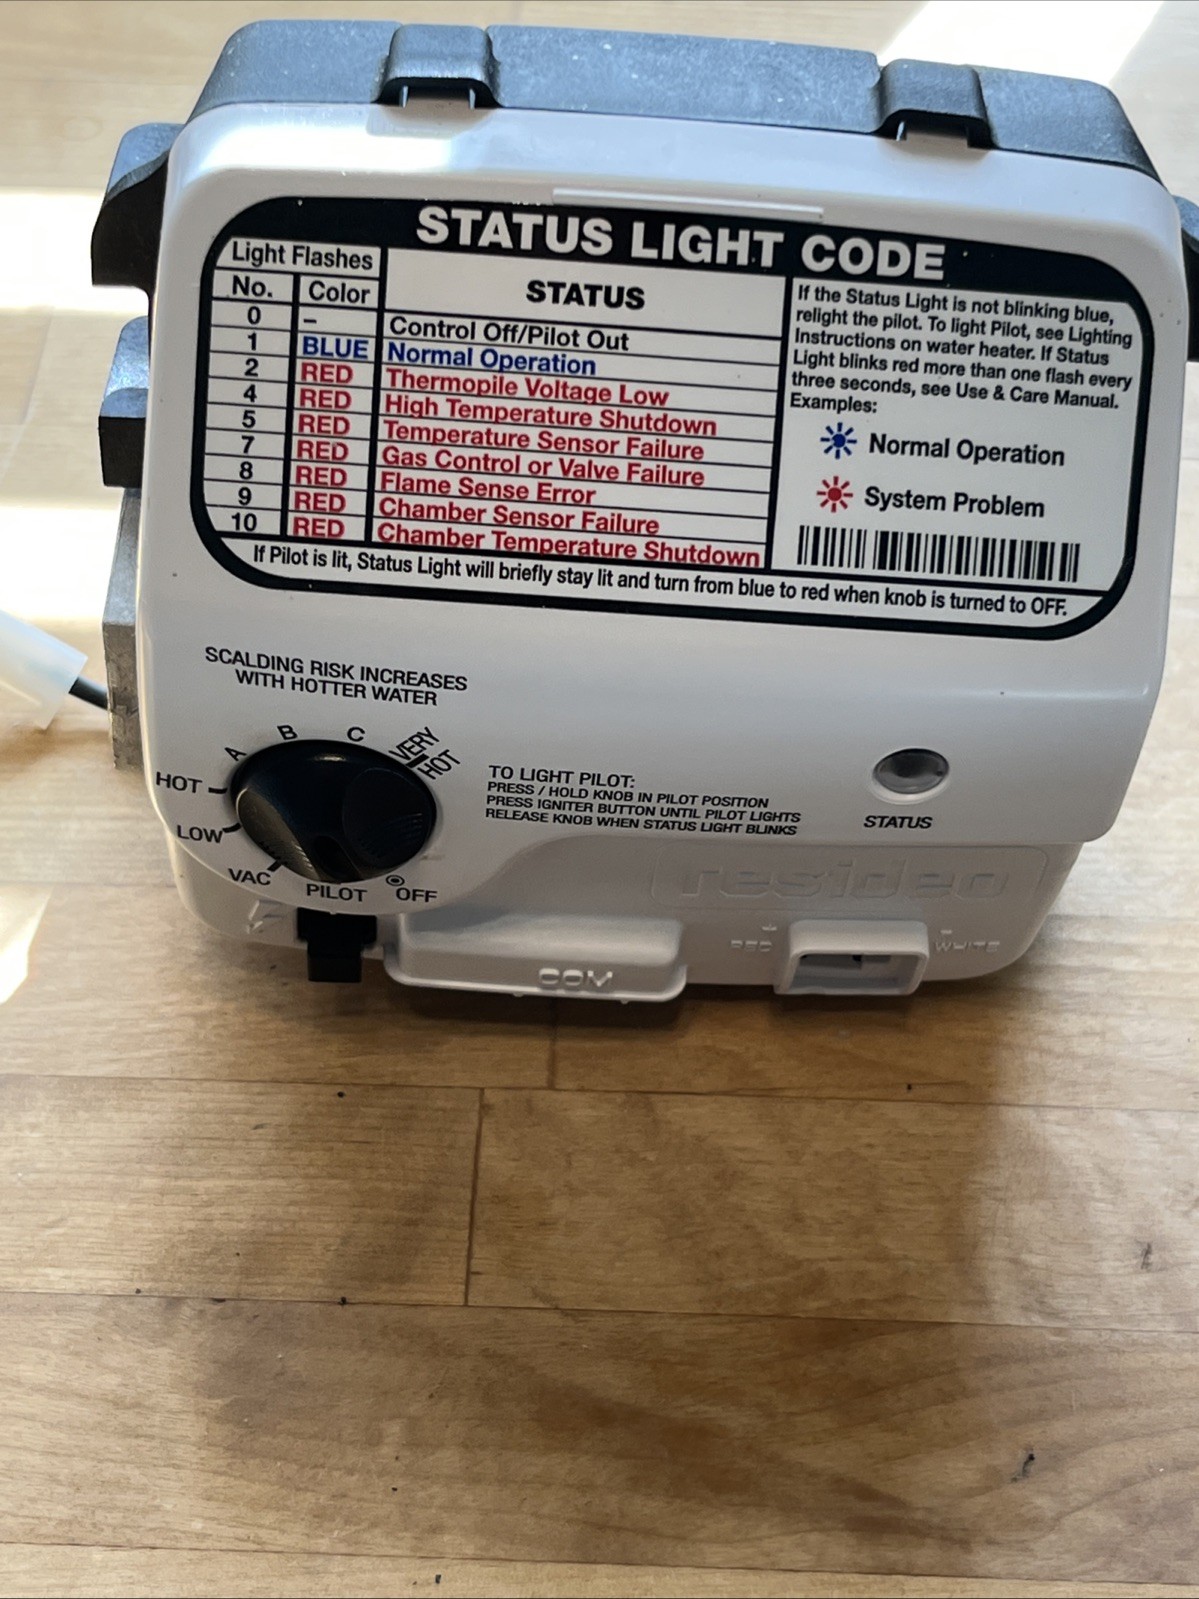 STATUS LIGHT CODE
Light Flashes
No. Color STATUS
0 – Control Off/Pilot Out
1 BLUE Normal Operation
2 RED Thermopile Voltage Low
4 RED High Temperature Shutdown
5 RED Temperature Sensor Failure
7 RED Gas Control or Valve Failure
8 RED Flame Sense Error
9 RED Chamber Sensor Failure
10 RED Chamber Temperature Shutdown
If the Status Light is not blinking blue,
relight the pilot. To light Pilot, see Lighting
Instructions on water heater. If Status
Light blinks red more than one flash every
three seconds, see Use & Care Manual.
Examples:
Normal Operation
System Problem
If Pilot is lit, Status Light will briefly stay lit and turn from blue to red when knob is turned to OFF.
SCALDING RISK INCREASES
WITH HOTTER WATER
VERY
HOT
C
B
A
HOT
LOW
VAC
PILOT
OFF
TO LIGHT PILOT:
PRESS / HOLD KNOB IN PILOT POSITION
PRESS IGNITER BUTTON UNTIL PILOT LIGHTS
RELEASE KNOB WHEN STATUS LIGHT BLINKS
STATUS
resideo
COM
RED
WHITE